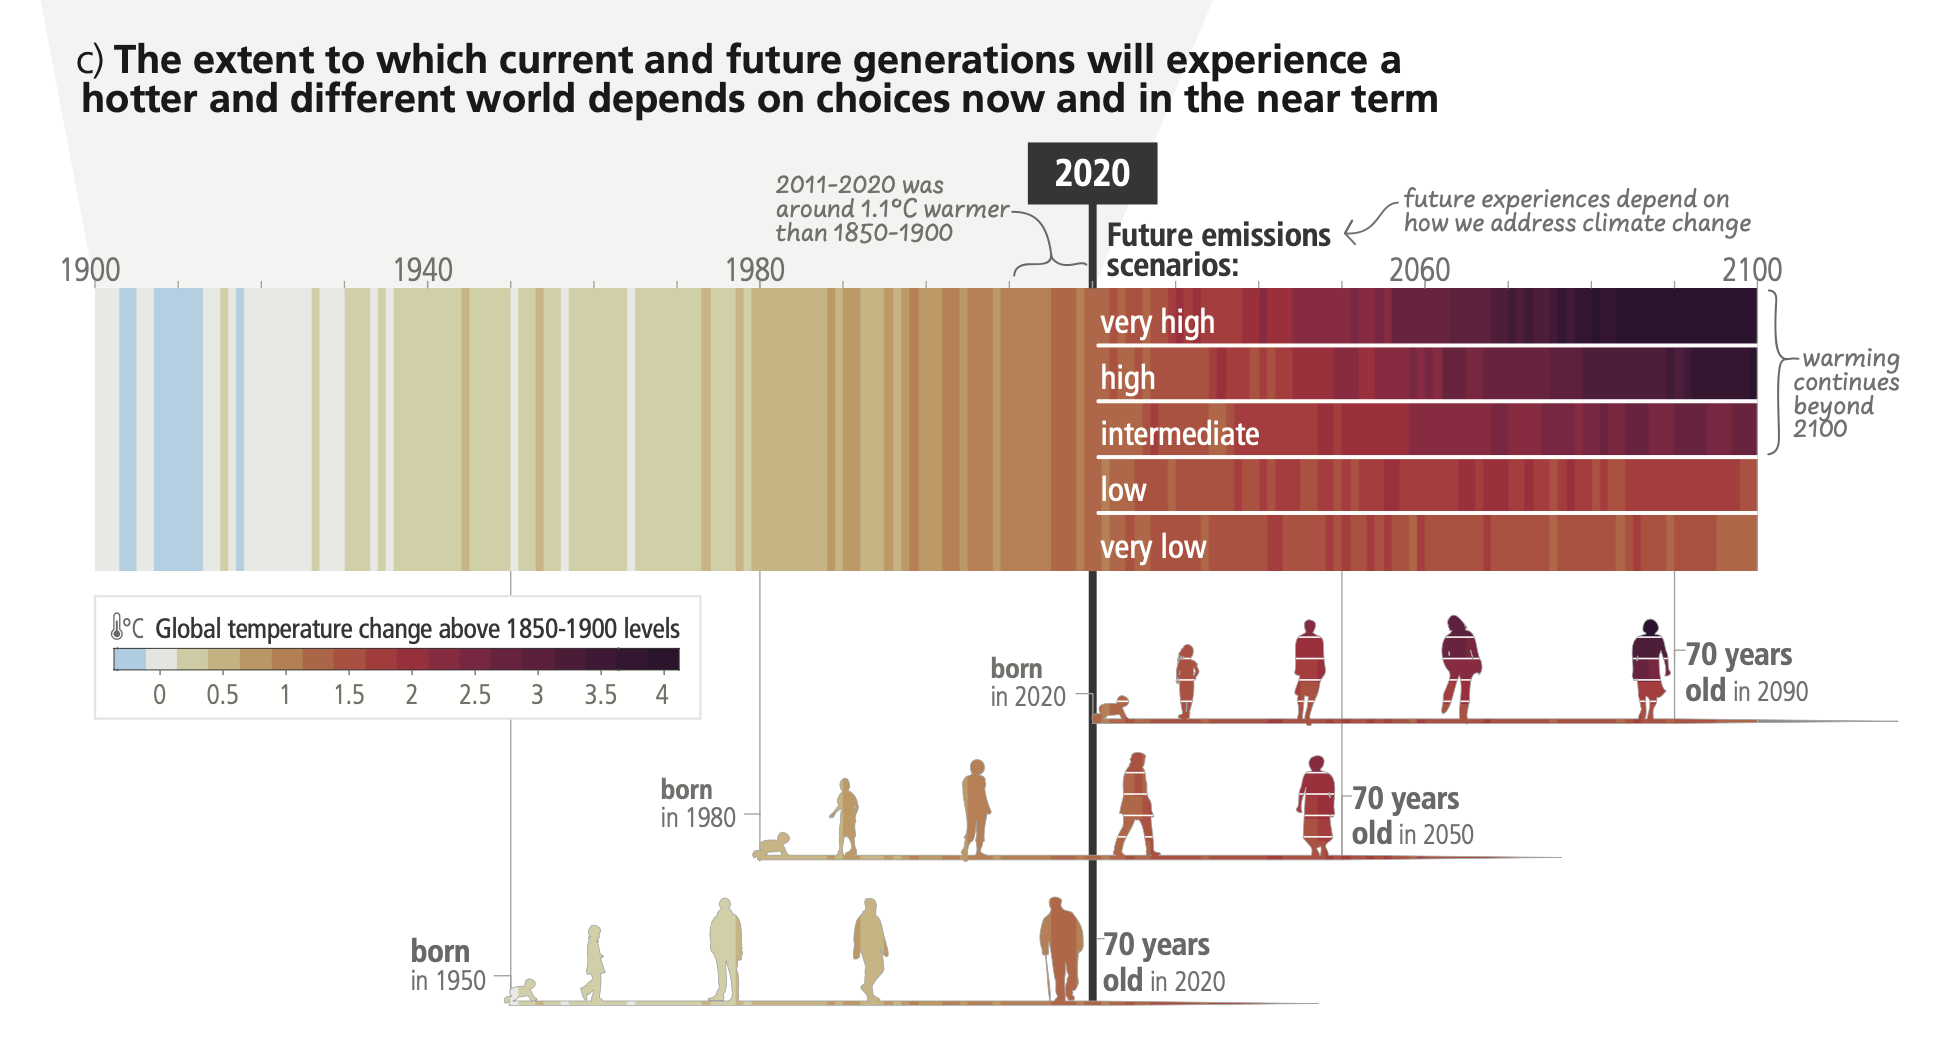 c) The extent to which current and future generations will experience a
hotter and different world depends on choices now and in the near term
2020
2011-2020 was
around 1.1°C warmer
than 1850-1900
future experiences depend on
how we address climate change
Future emissions
scenarios:
1900
1940
1980
2060
2100
very high
high
intermediate
low
very low
warming
continues
beyond
2100
°C Global temperature change above 1850-1900 levels
0 0.5 1 1.5 2 2.5 3 3.5 4
born
in 2020
70 years
old in 2090
born
in 1980
70 years
old in 2050
born
in 1950
70 years
old in 2020